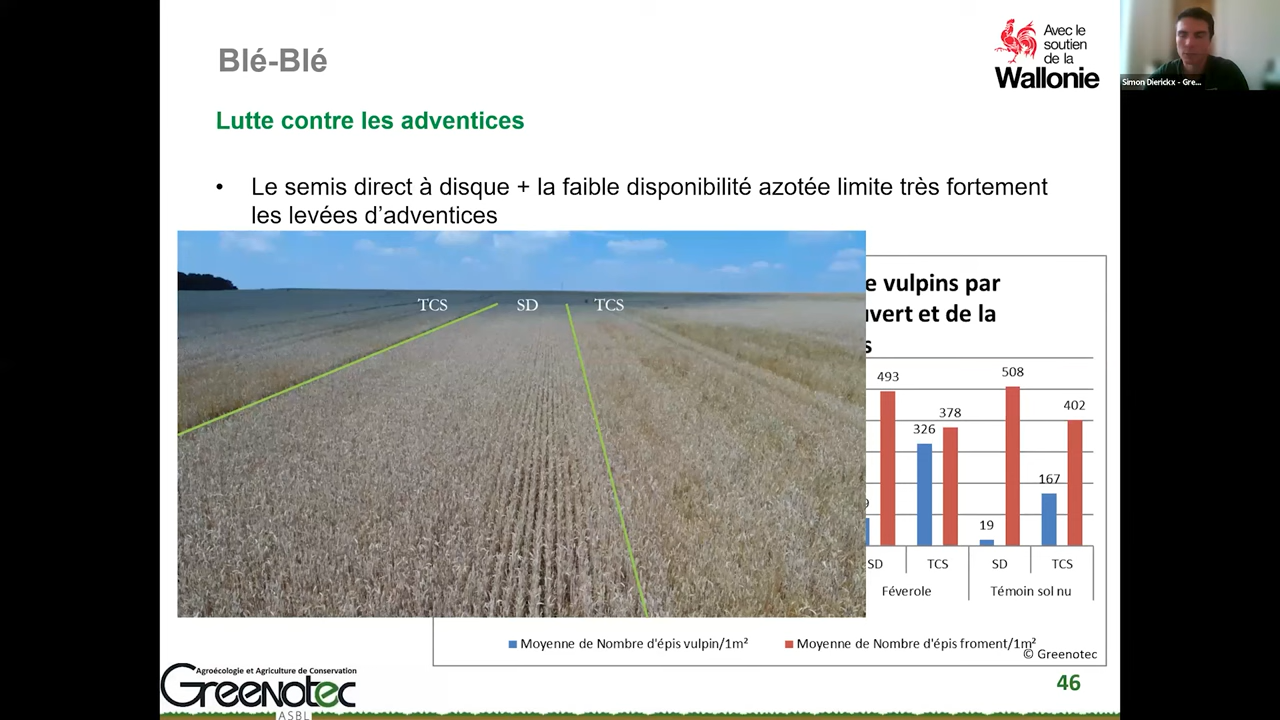 Blé-Blé
Avec le
soutien
de la
Wallonie
Simon Dierickx - Gre...
Lutte contre les adventices
• Le semis direct à disque + la faible disponibilité azotée limite très fortement
les levées d'adventices
TCS SD TCS
e vulpins par
vert et de la
s
493
378
326
508
402
167
19
9
SD TCS SD TCS
Féverole Témoin sol nu
Moyenne de Nombre d'épis vulpin/1m² Moyenne de Nombre d'épis froment/1m²
© Greenotec
Agroécologie et Agriculture de Conservation
Greenotec
ASBL
46